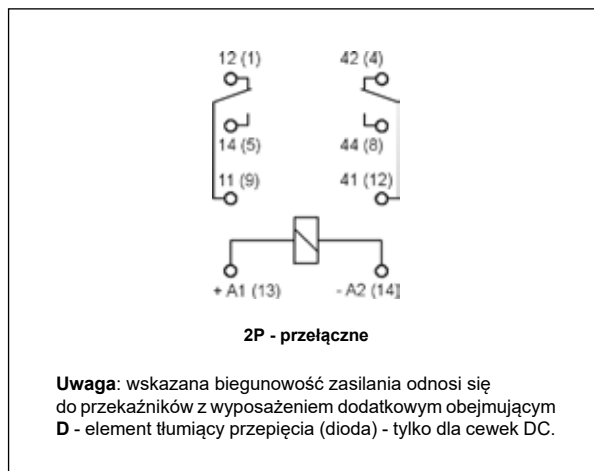 12 (1) 42 (4)
14 (5) 44 (8)
11 (9) 41 (12)
+ A1 (13) - A2 (14]
2P - przełączne
Uwaga: wskazana biegunowość zasilania odnosi się
do przekaźników z wyposażeniem dodatkowym obejmującym
D - element tłumiący przepięcia (dioda) - tylko dla cewek DC.